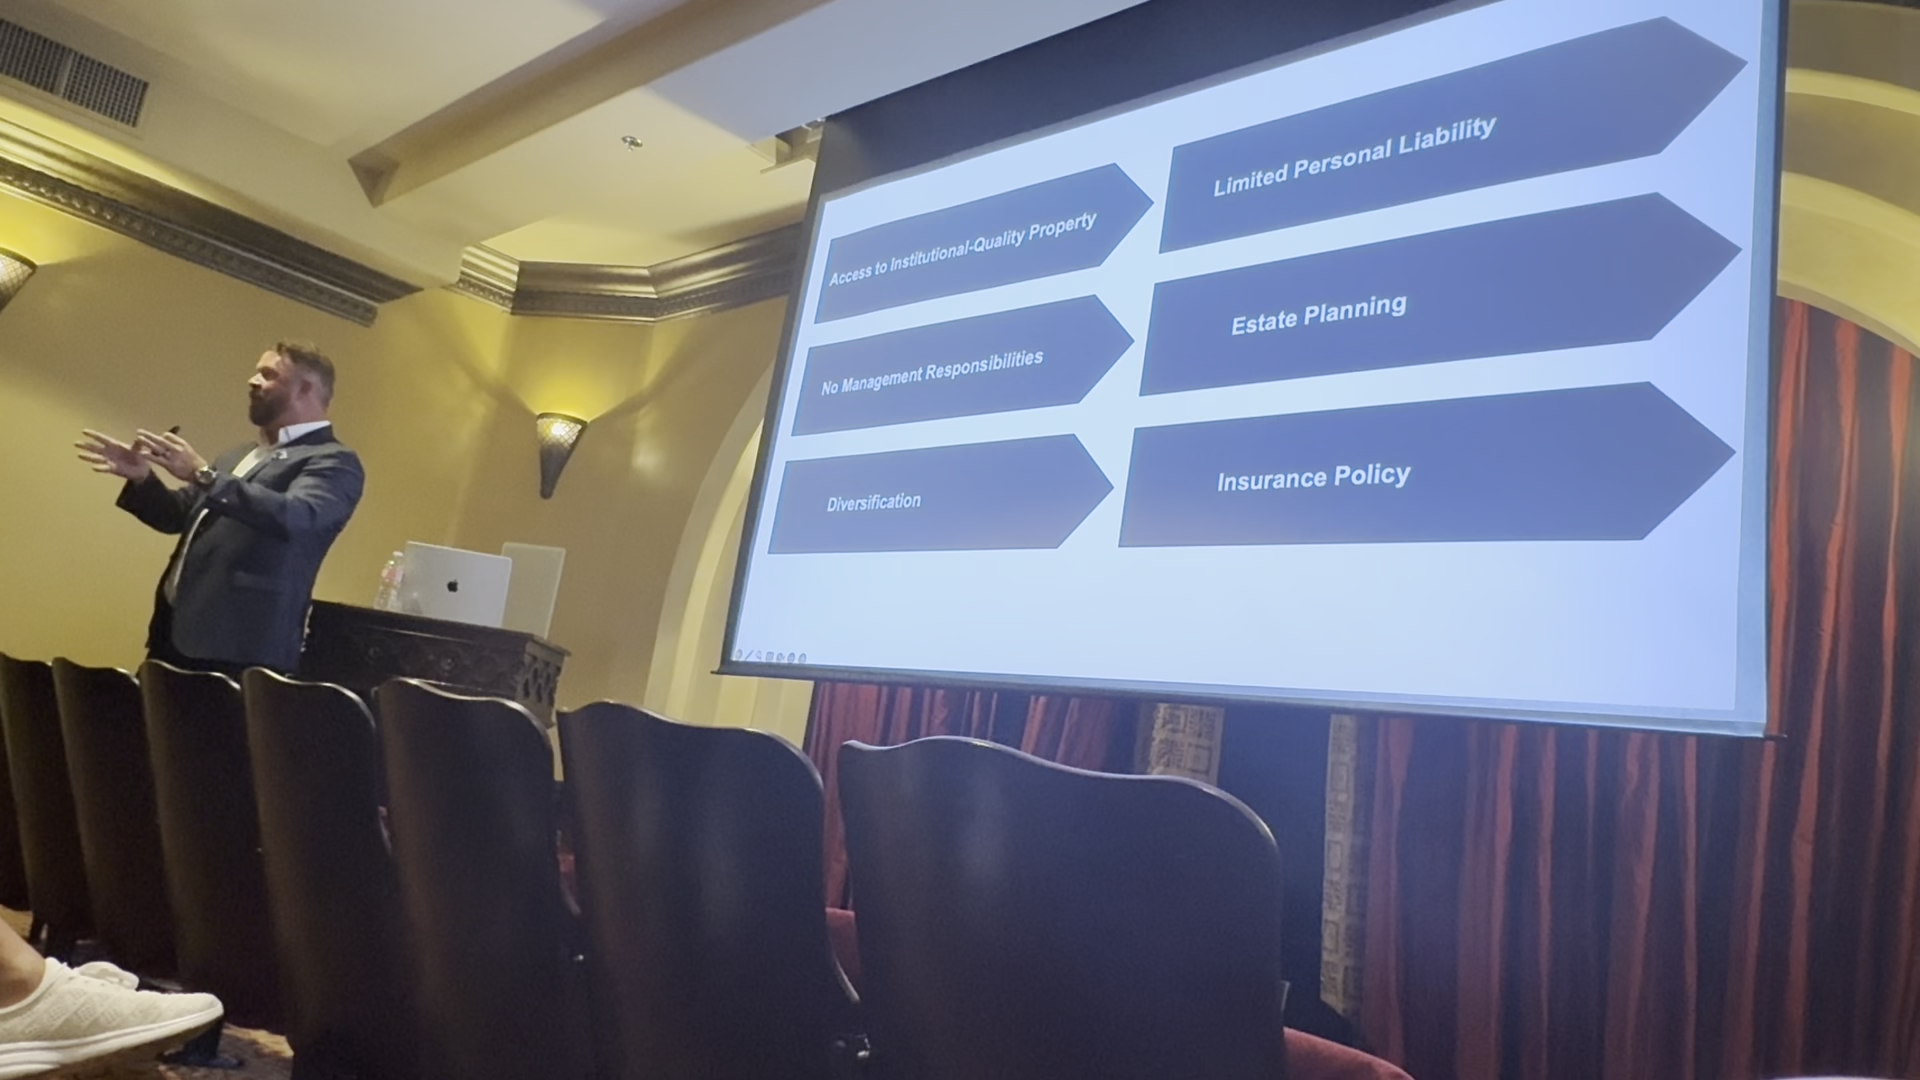 Access to Institutional-Quality Property
No Management Responsibilities
Diversification
Limited Personal Liability
Estate Planning
Insurance Policy